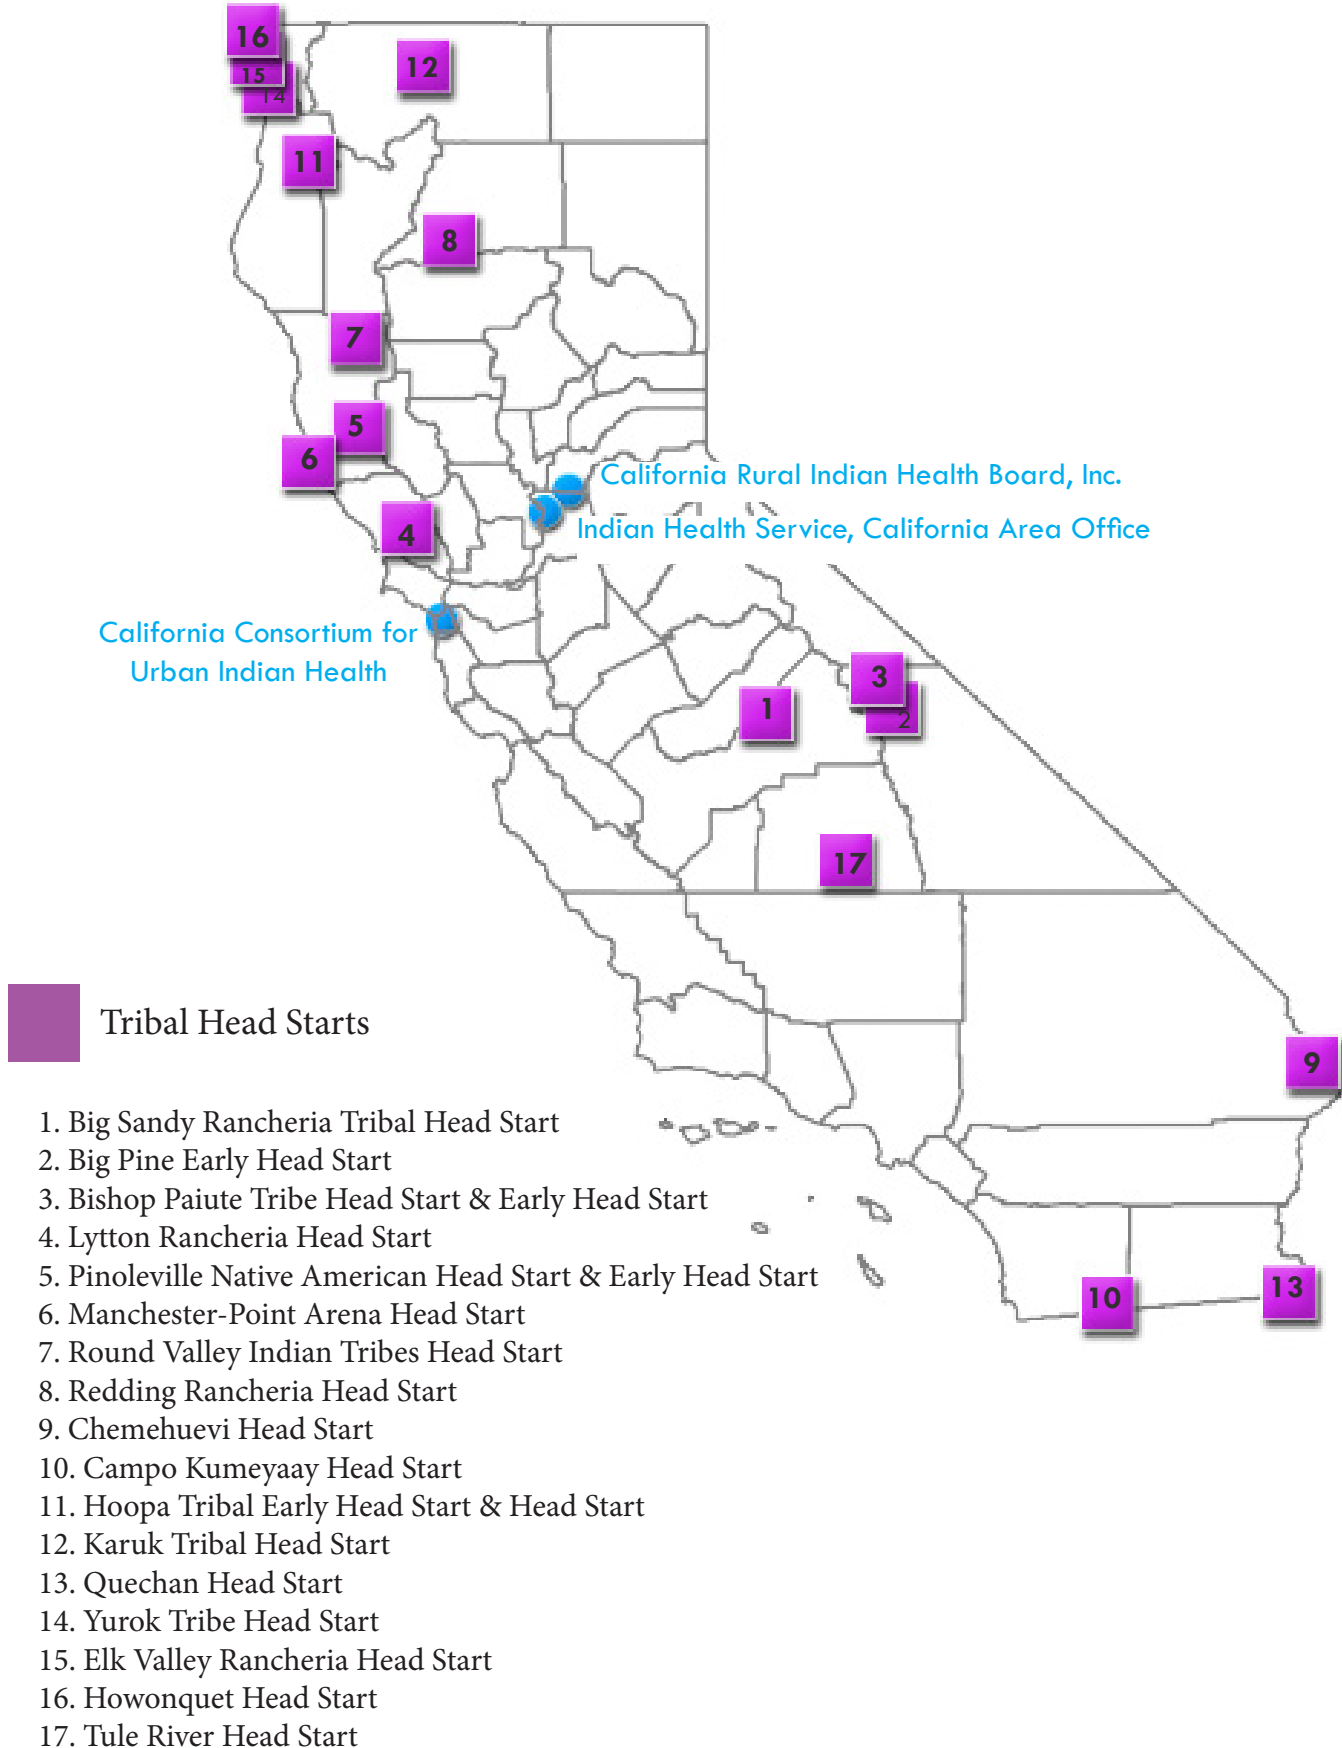 16
15
14
12
11
8
7
5
6
California Rural Indian Health Board, Inc.
4
Indian Health Service, California Area Office
California Consortium for
Urban Indian Health
3
1
2
17
Tribal Head Starts
9
1. Big Sandy Rancheria Tribal Head Start
2. Big Pine Early Head Start
3. Bishop Paiute Tribe Head Start & Early Head Start
4. Lytton Rancheria Head Start
5. Pinoleville Native American Head Start & Early Head Start
10
13
6. Manchester-Point Arena Head Start
7. Round Valley Indian Tribes Head Start
8. Redding Rancheria Head Start
9. Chemehuevi Head Start
10. Campo Kumeyaay Head Start
11. Hoopa Tribal Early Head Start & Head Start
12. Karuk Tribal Head Start
13. Quechan Head Start
14. Yurok Tribe Head Start
15. Elk Valley Rancheria Head Start
16. Howonquet Head Start
17. Tule River Head Start